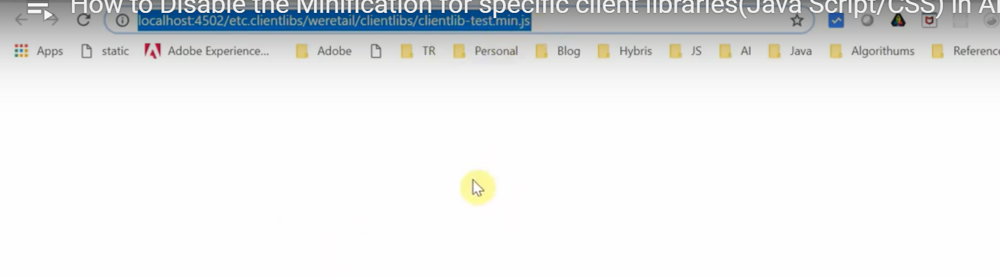 How to Disable the Minification for specific client libraries(Java Script/CSS) in
localhost:4502/etc.clientlibs/weretail/clientlibs/clientlib-test.min.js
Apps static Adobe Experience... Adobe TR Personal Blog Hybris JS AI Java Algorithums Reference